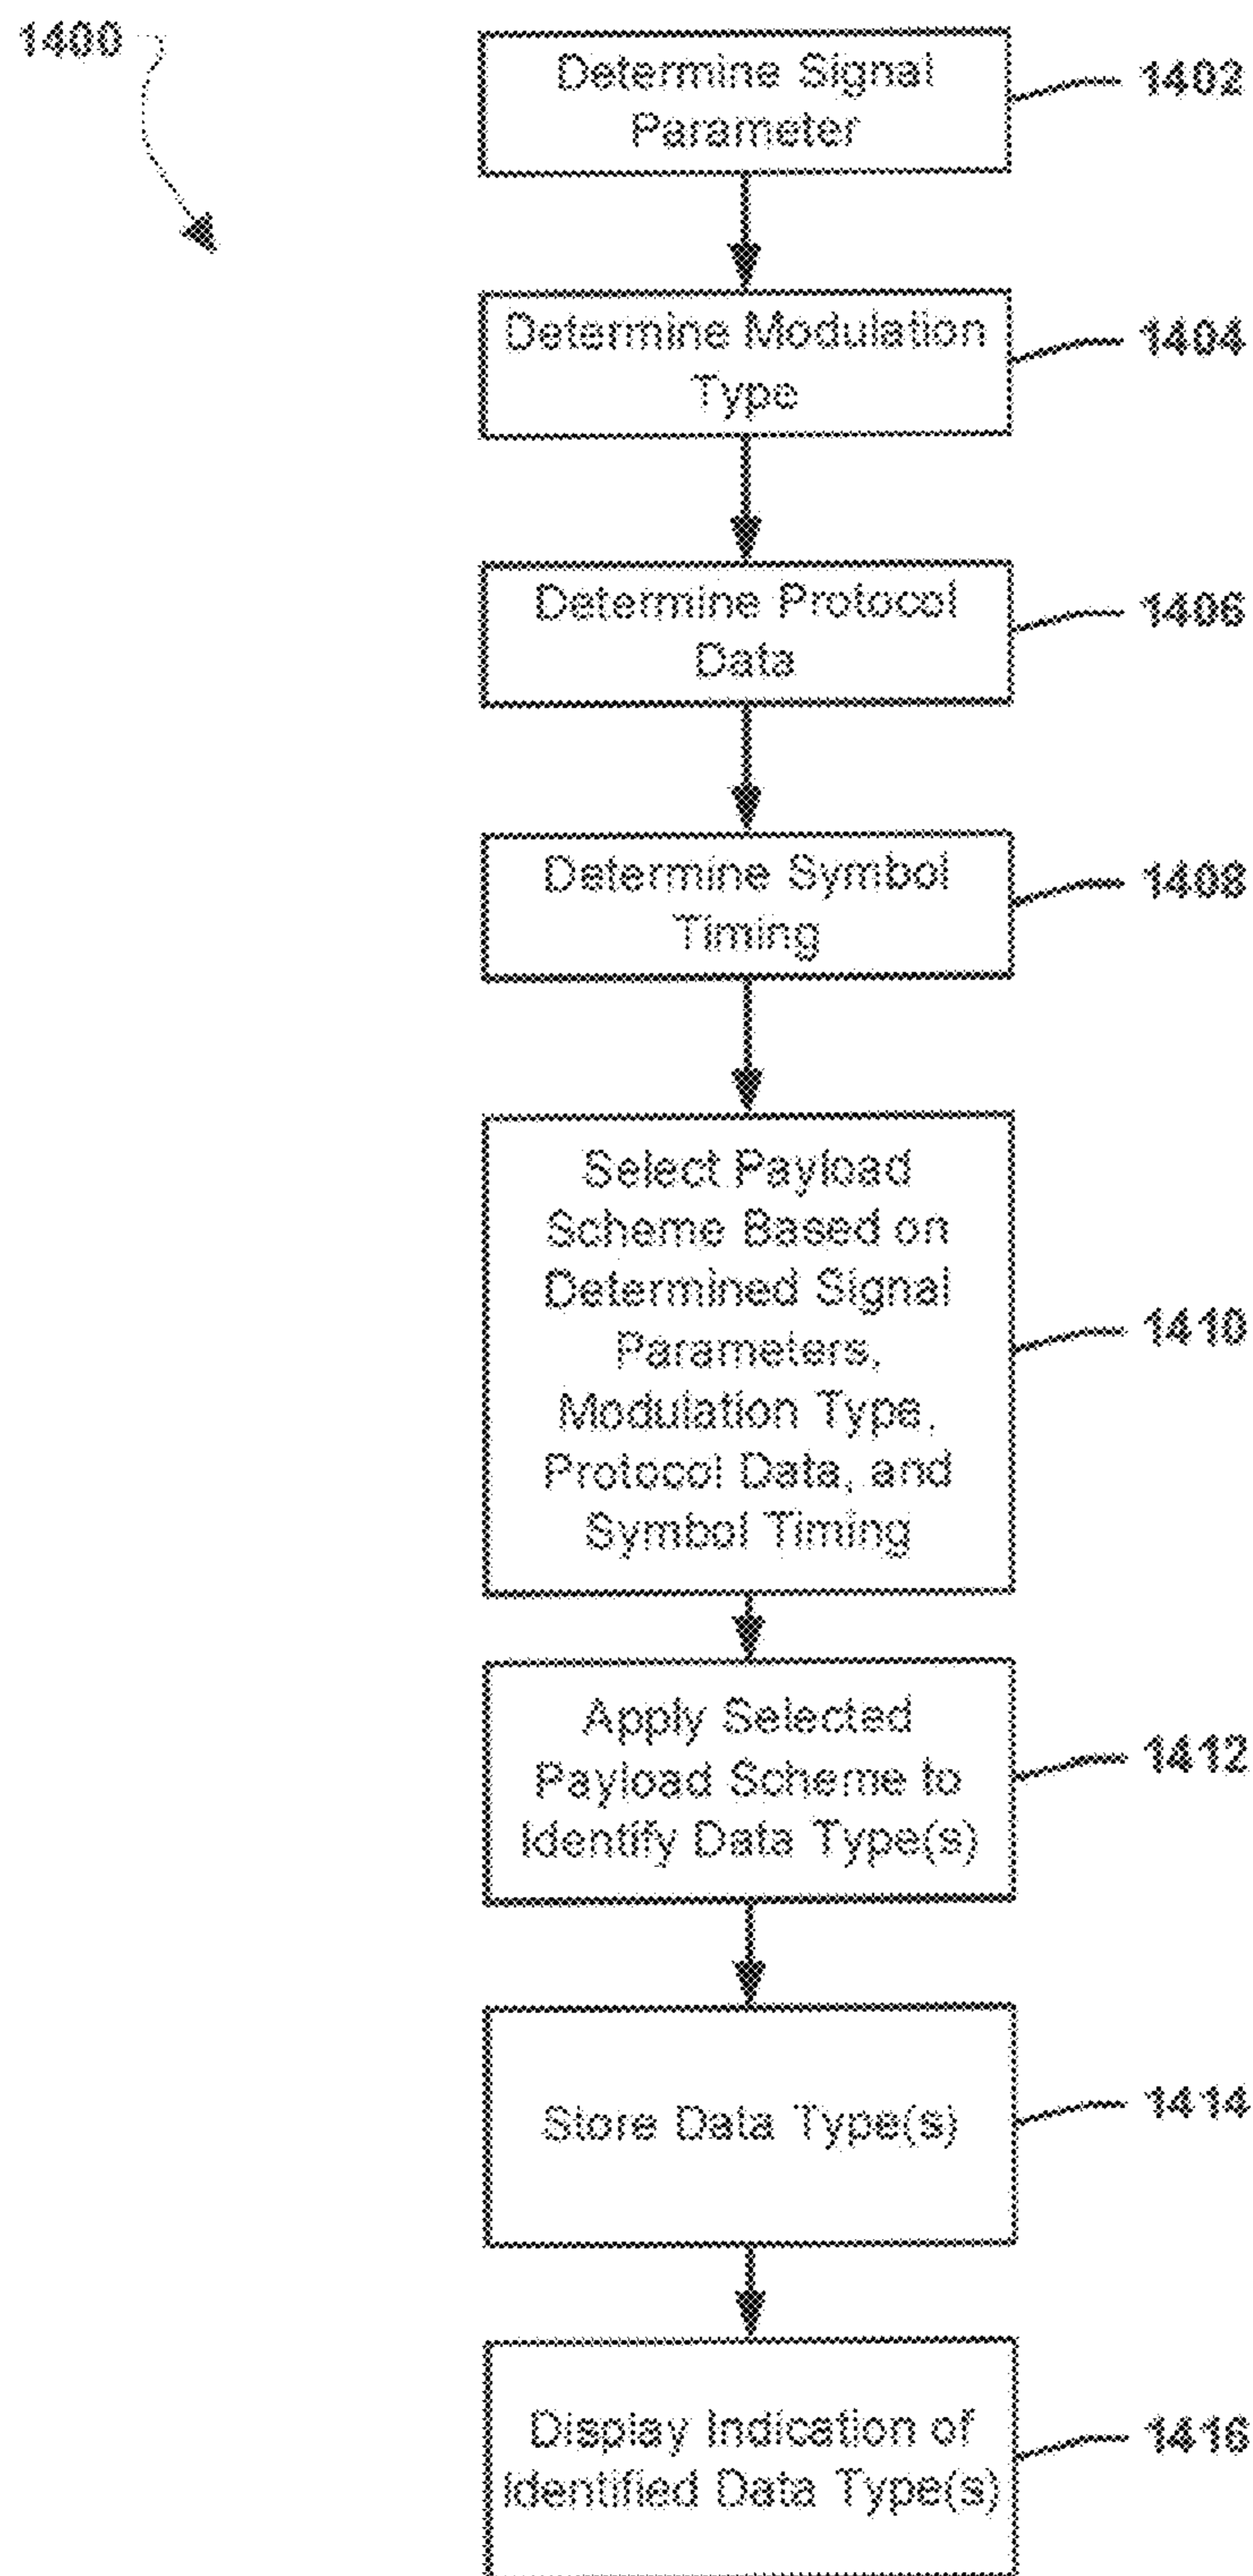 1400
Determine Signal
Parameter
1402
Determine Modulation
Type
1404
Determine Protocol
Data
1406
Determine Symbol
Timing
1408
Select Payload
Scheme Based on
Determined Signal
Parameters,
Modulation Type,
Protocol Data, and
Symbol Timing
1410
Apply Selected
Payload Scheme to
Identify Data Type(s)
1412
Store Data Type(s)
1414
Display Indication of
Identified Data Type(s)
1416